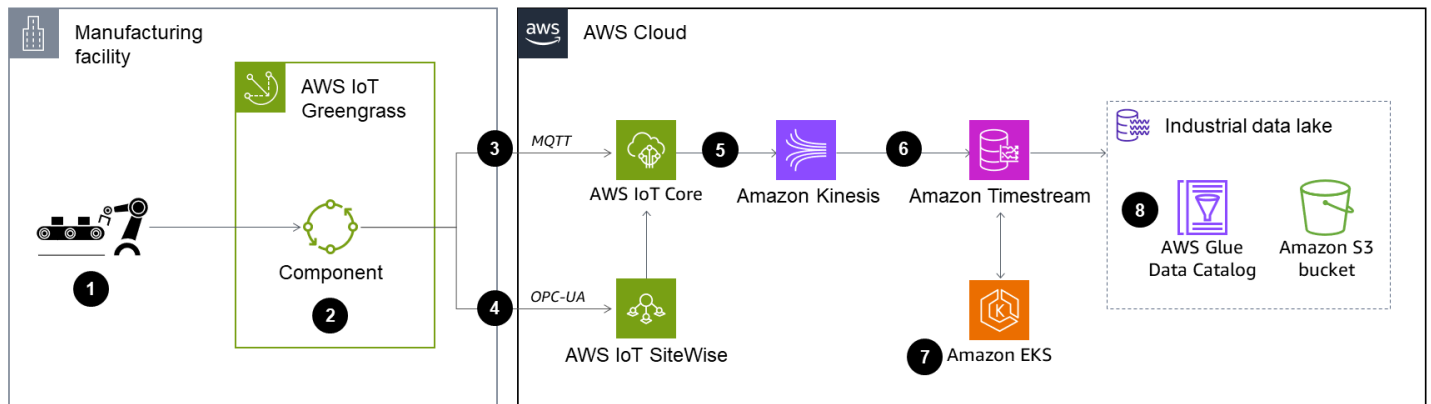 Manufacturing
facility
AWS IoT
Greengrass
Component
1
2
3
MQTT
4
OPC-UA
aws
AWS Cloud
AWS IoT Core
5
Amazon Kinesis
6
Amazon Timestream
AWS IoT SiteWise
7
Amazon EKS
K
Industrial data lake
8
AWS Glue
Data Catalog
Amazon S3
bucket